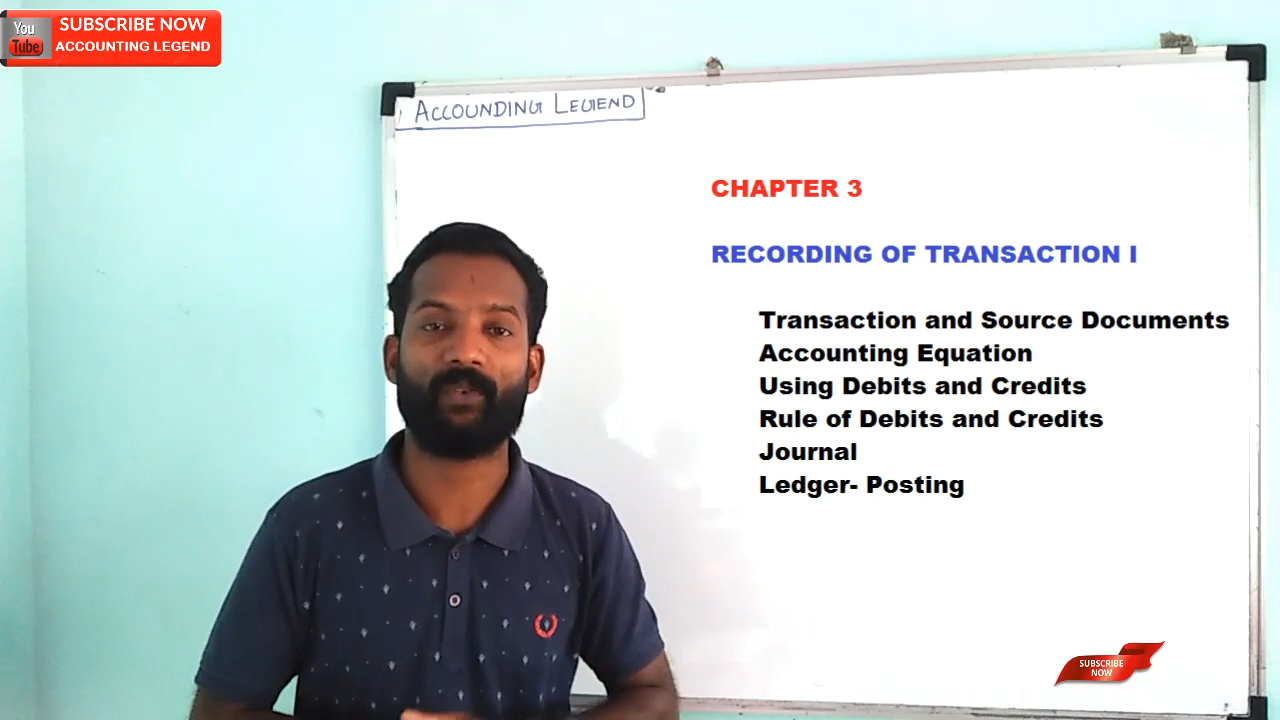 You
Tube
SUBSCRIBE NOW
ACCOUNTING LEGEND
ACCOUNDING LEGEND
CHAPTER 3
RECORDING OF TRANSACTION I
Transaction and Source Documents
Accounting Equation
Using Debits and Credits
Rule of Debits and Credits
Journal
Ledger- Posting
SUBSCRIBE
NOW